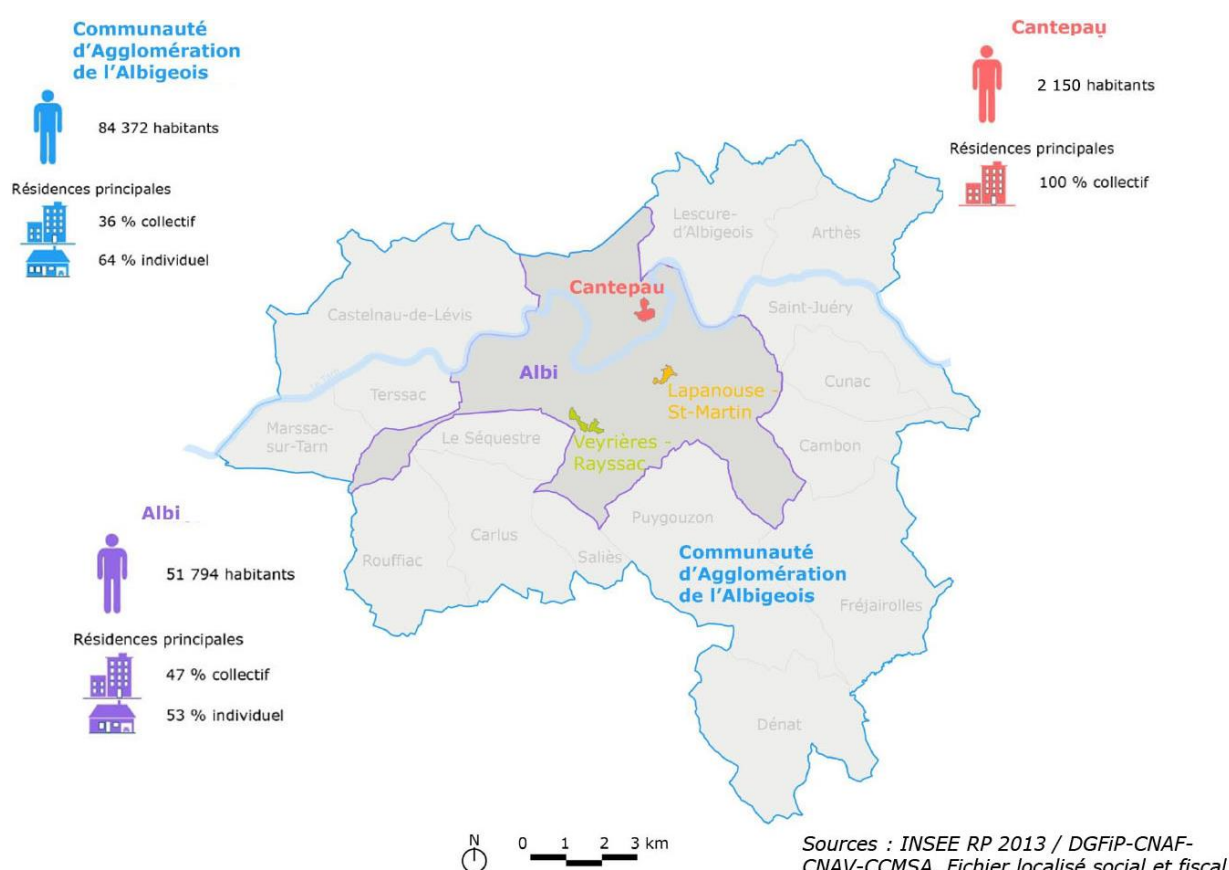 Communauté
d'Agglomération
de l'Albigeois
84 372 habitants
Résidences principales
36 % collectif
64 % individuel
Cantepau
2 150 habitants
Résidences principales
100 % collectif
Lescure-
d'Albigeois
Arthès
Cantepau
Castelnau-de-Lévis
Saint-Juéry
Albi
Terssac
Cunac
Lapanouse -
St-Martin
Marssac-
sur-Tarn
Le Séquestre
Veyrières -
Rayssac
Cambon
Albi
Puygouzon
Carlus
Saliès
Rouffiac
Communauté
d'Agglomération
de l'Albigeois
Fréjairolles
51 794 habitants
Résidences principales
47 % collectif
53 % individuel
Dénat
N
0 1 2 3 km
Sources : INSEE RP 2013 / DGFiP-CNAF-
CNAV-CCMSA, Fichier localisé social et fiscal